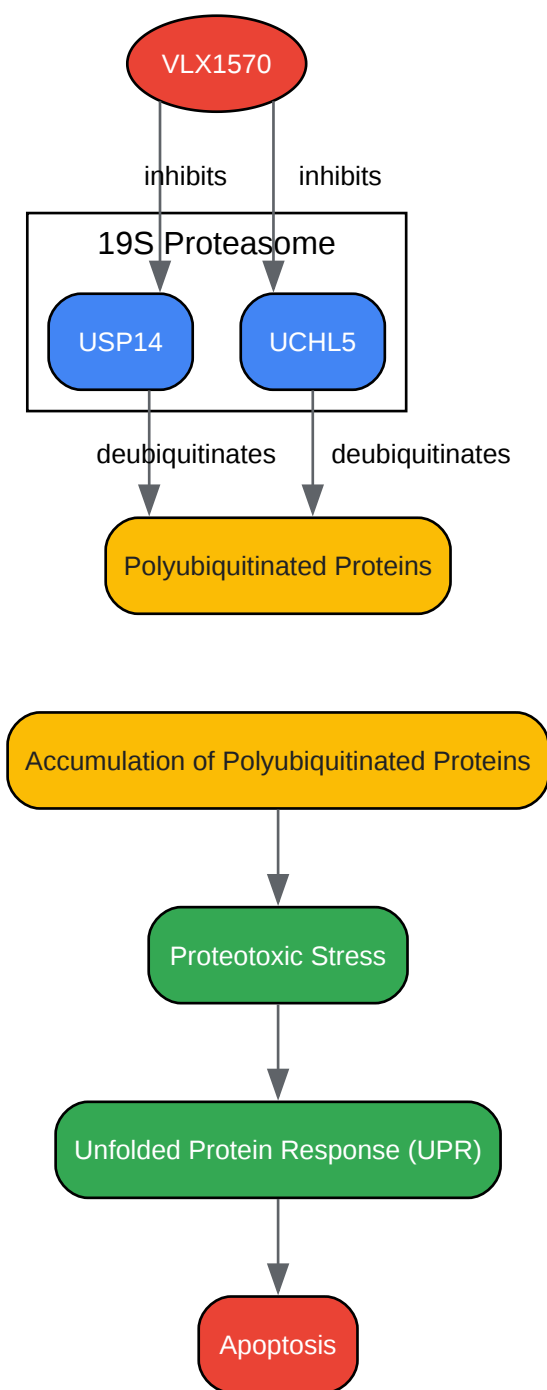 VLX1570
inhibits inhibits
19S Proteasome
USP14 UCHL5
deubiquitinates deubiquitinates
Polyubiquitinated Proteins
Accumulation of Polyubiquitinated Proteins
Proteotoxic Stress
Unfolded Protein Response (UPR)
Apoptosis